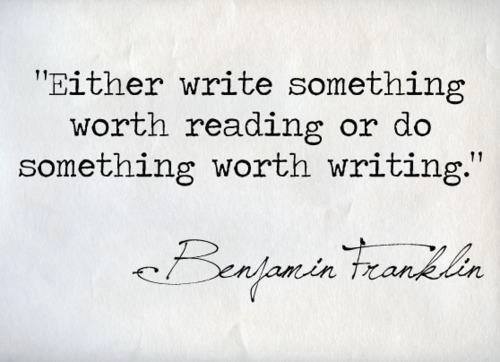 "Either write something
worth reading or do
something worth writing."
Benjamin Franklin